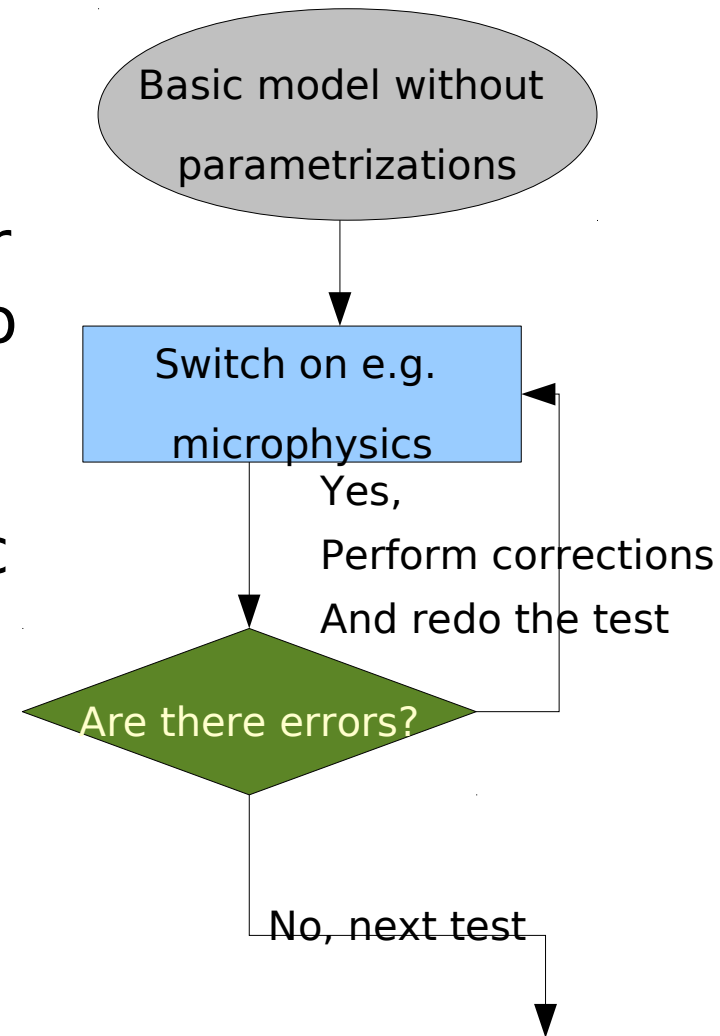 Basic model without
parametrizations
r
o
Switch on e.g.
microphysics
Yes,
Perform corrections
And redo the test
c
Are there errors?
No, next test